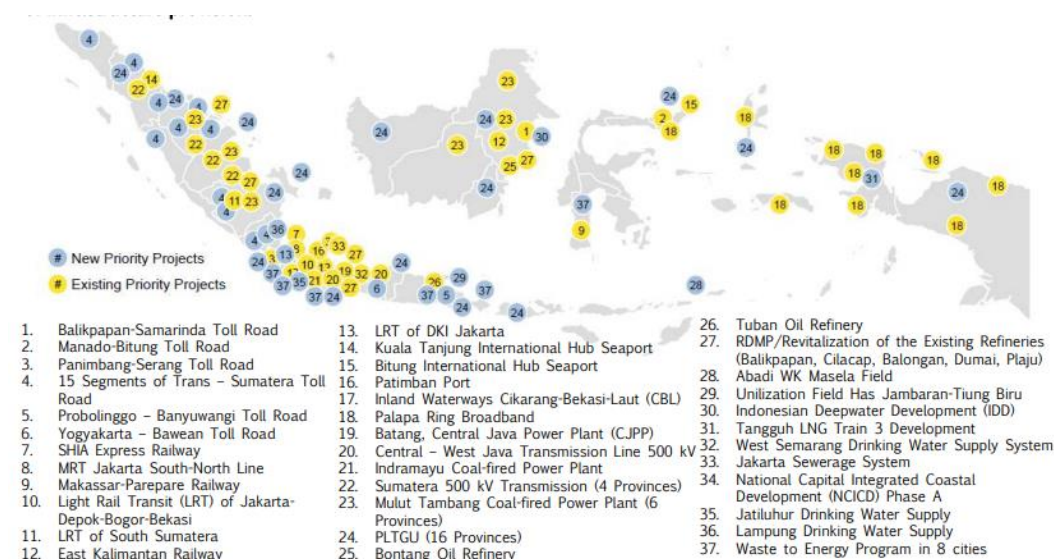 # New Priority Projects
# Existing Priority Projects
1. Balikpapan-Samarinda Toll Road
2. Manado-Bitung Toll Road
3. Panimbang-Serang Toll Road
4. 15 Segments of Trans – Sumatera Toll
Road
5. Probolinggo – Banyuwangi Toll Road
6. Yogyakarta – Bawean Toll Road
7. SHIA Express Railway
8. MRT Jakarta South-North Line
9. Makassar-Parepare Railway
10. Light Rail Transit (LRT) of Jakarta-
Depok-Bogor-Bekasi
11. LRT of South Sumatera
12. East Kalimantan Railway
13. LRT of DKI Jakarta
14. Kuala Tanjung International Hub Seaport
15. Bitung International Hub Seaport
16. Patimban Port
17. Inland Waterways Cikarang-Bekasi-Laut (CBL)
18. Palapa Ring Broadband
19. Batang, Central Java Power Plant (CJPP)
20. Central – West Java Transmission Line 500 kV
21. Indramayu Coal-fired Power Plant
22. Sumatera 500 kV Transmission (4 Provinces)
23. Mulut Tambang Coal-fired Power Plant (6
Provinces)
24. PLTGU (16 Provinces)
25. Bontang Oil Refinery
26. Tuban Oil Refinery
27. RDMP/Revitalization of the Existing Refineries
(Balikpapan, Cilacap, Balongan, Dumai, Plaju)
28. Abadi WK Masela Field
29. Unilization Field Has Jambaran-Tiung Biru
30. Indonesian Deepwater Development (IDD)
31. Tangguh LNG Train 3 Development
32. West Semarang Drinking Water Supply System
33. Jakarta Sewerage System
34. National Capital Integrated Coastal
Development (NCICD) Phase A
35. Jatiluhur Drinking Water Supply
36. Lampung Drinking Water Supply
37. Waste to Energy Program in 8 cities